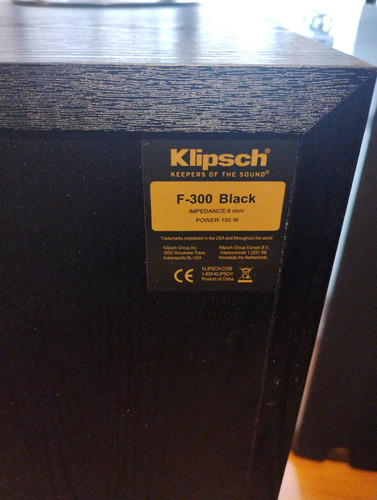 Klipsch®
KEEPERS OF THE SOUND®
F-300 Black
IMPEDANCE:8 ohm
POWER:150 W
Trademarks registered in the USA and throughout the world
Klipsch Group,Inc.
3502 Woodview Trace,
Indianapolis,IN, USA
Klipsch Group Europe B.V.,
Kapteynstraat 1 2201 BB
Noordwijk,the Netherlands
CE
KLIPSCH.COM
1-800-KLIPSCH
Product of China